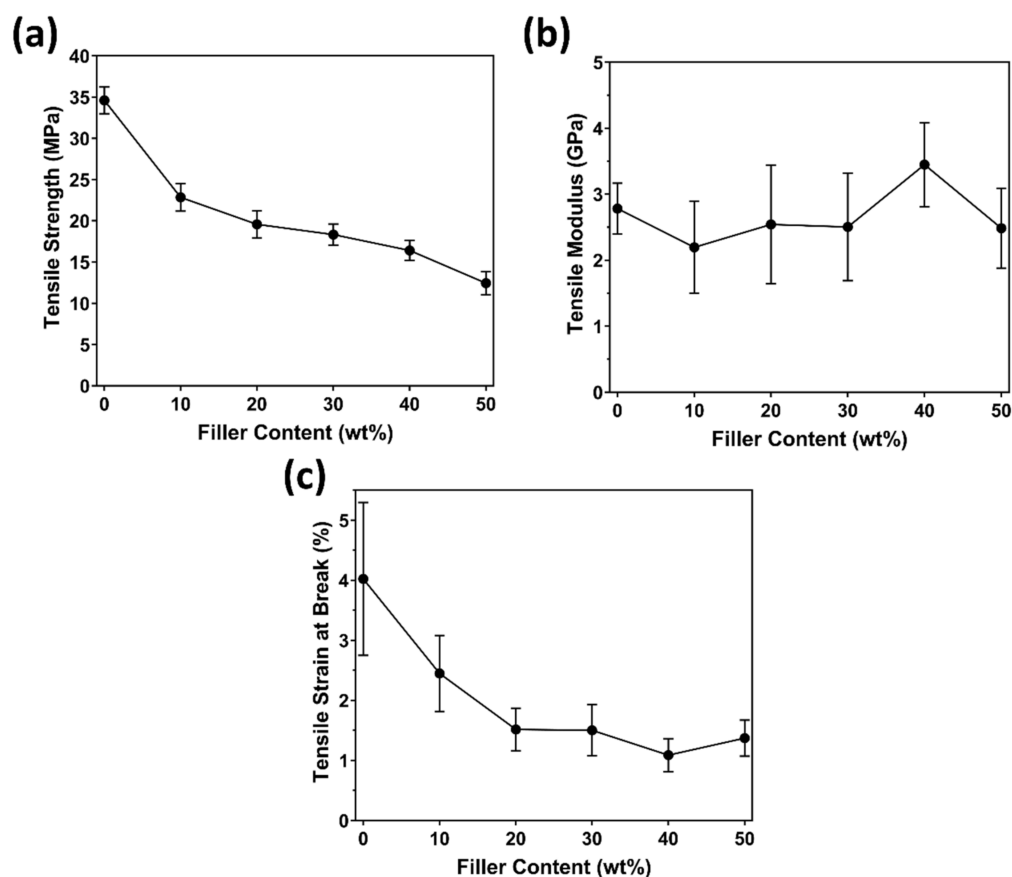 (a)
40
35
30
25
20
15
10
5
0
Tensile Strength (MPa)
0 10 20 30 40 50
Filler Content (wt%)
(b)
5
4
3
2
1
0
Tensile Modulus (GPa)
0 10 20 30 40 50
Filler Content (wt%)
(c)
5
4
3
2
1
0
Tensile Strain at Break (%)
0 10 20 30 40 50
Filler Content (wt%)